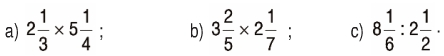 a) 2 1/3 × 5 1/4 ; b) 3 2/5 × 2 1/7 ; c) 8 1/6 : 2 1/2 .